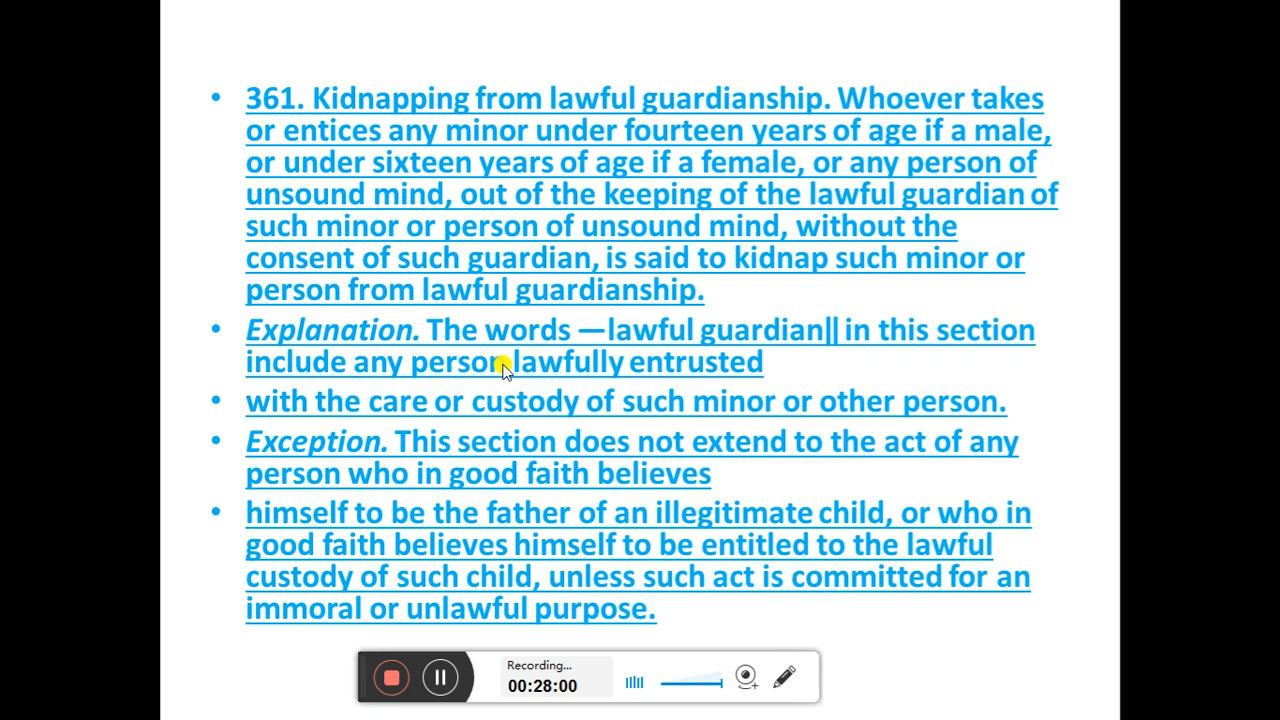 • 361. Kidnapping from lawful guardianship. Whoever takes
or entices any minor under fourteen years of age if a male,
or under sixteen years of age if a female, or any person of
unsound mind, out of the keeping of the lawful guardian of
such minor or person of unsound mind, without the
consent of such guardian, is said to kidnap such minor or
person from lawful guardianship.
• Explanation. The words ―lawful guardian‖ in this section
include any person lawfully entrusted
• with the care or custody of such minor or other person.
• Exception. This section does not extend to the act of any
person who in good faith believes
• himself to be the father of an illegitimate child, or who in
good faith believes himself to be entitled to the lawful
custody of such child, unless such act is committed for an
immoral or unlawful purpose.
Recording...
00:28:00